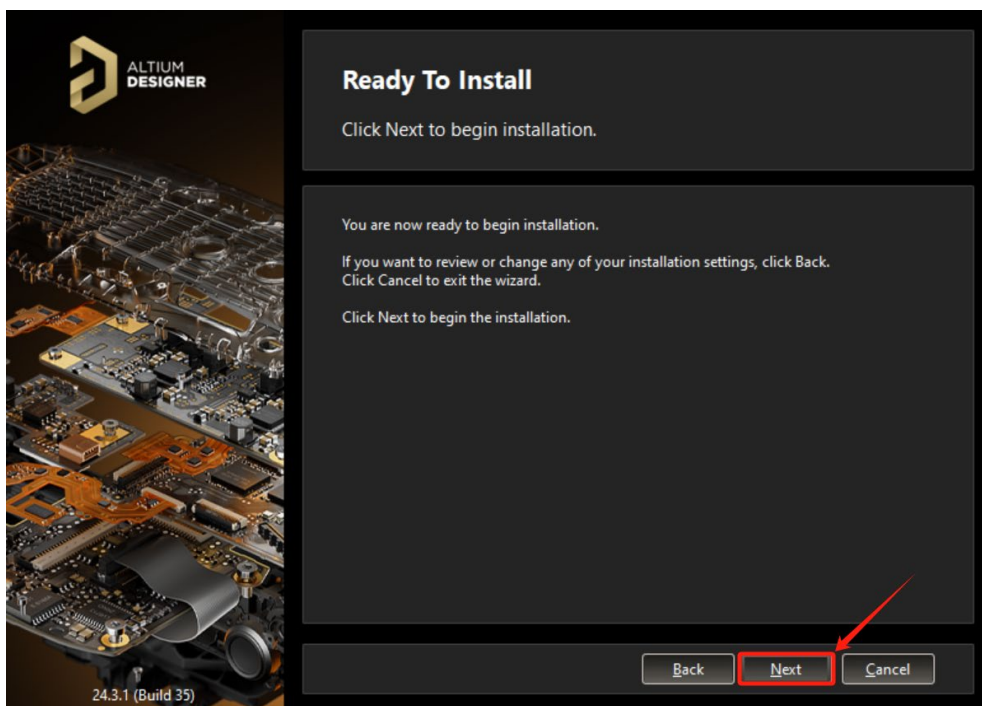 ALTIUM
DESIGNER
Ready To Install
Click Next to begin installation.
You are now ready to begin installation.
If you want to review or change any of your installation settings, click Back.
Click Cancel to exit the wizard.
Click Next to begin the installation.
Back
Next
Cancel
24.3.1 (Build 35)